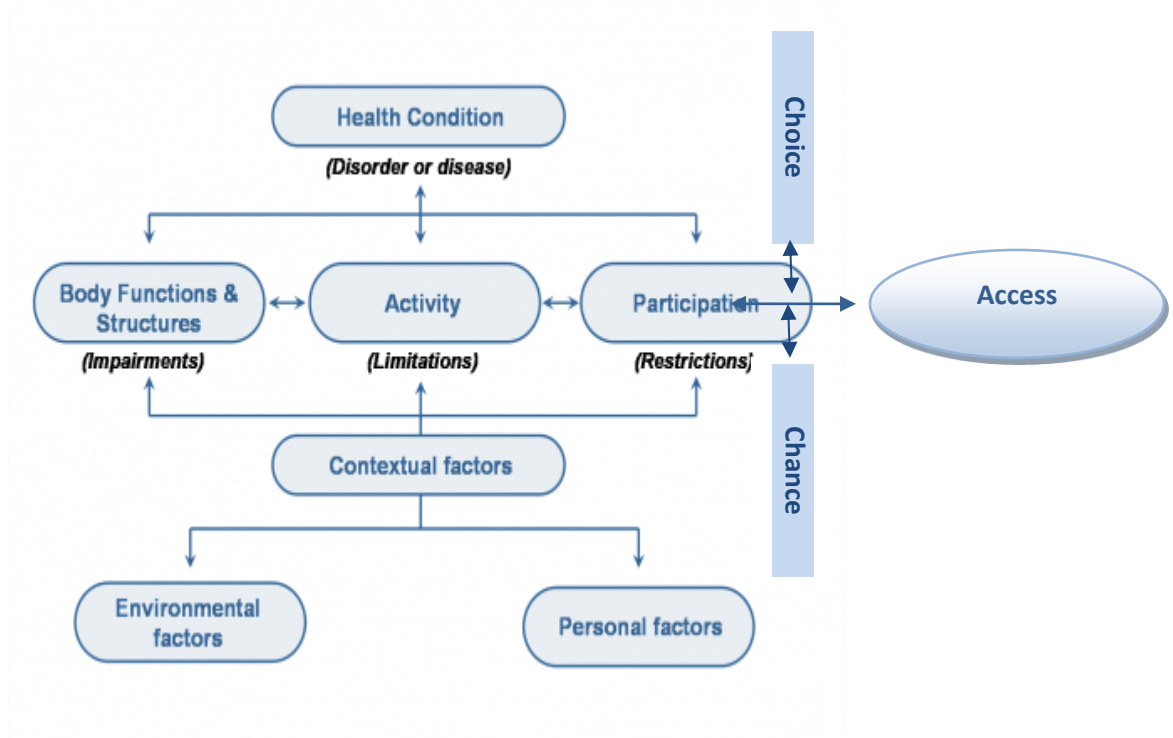 Choice
Health Condition
(Disorder or disease)
Body Functions &
Structures
Activity
Participation
Access
(Impairments)
(Limitations)
(Restrictions)
Chance
Contextual factors
Environmental
factors
Personal factors